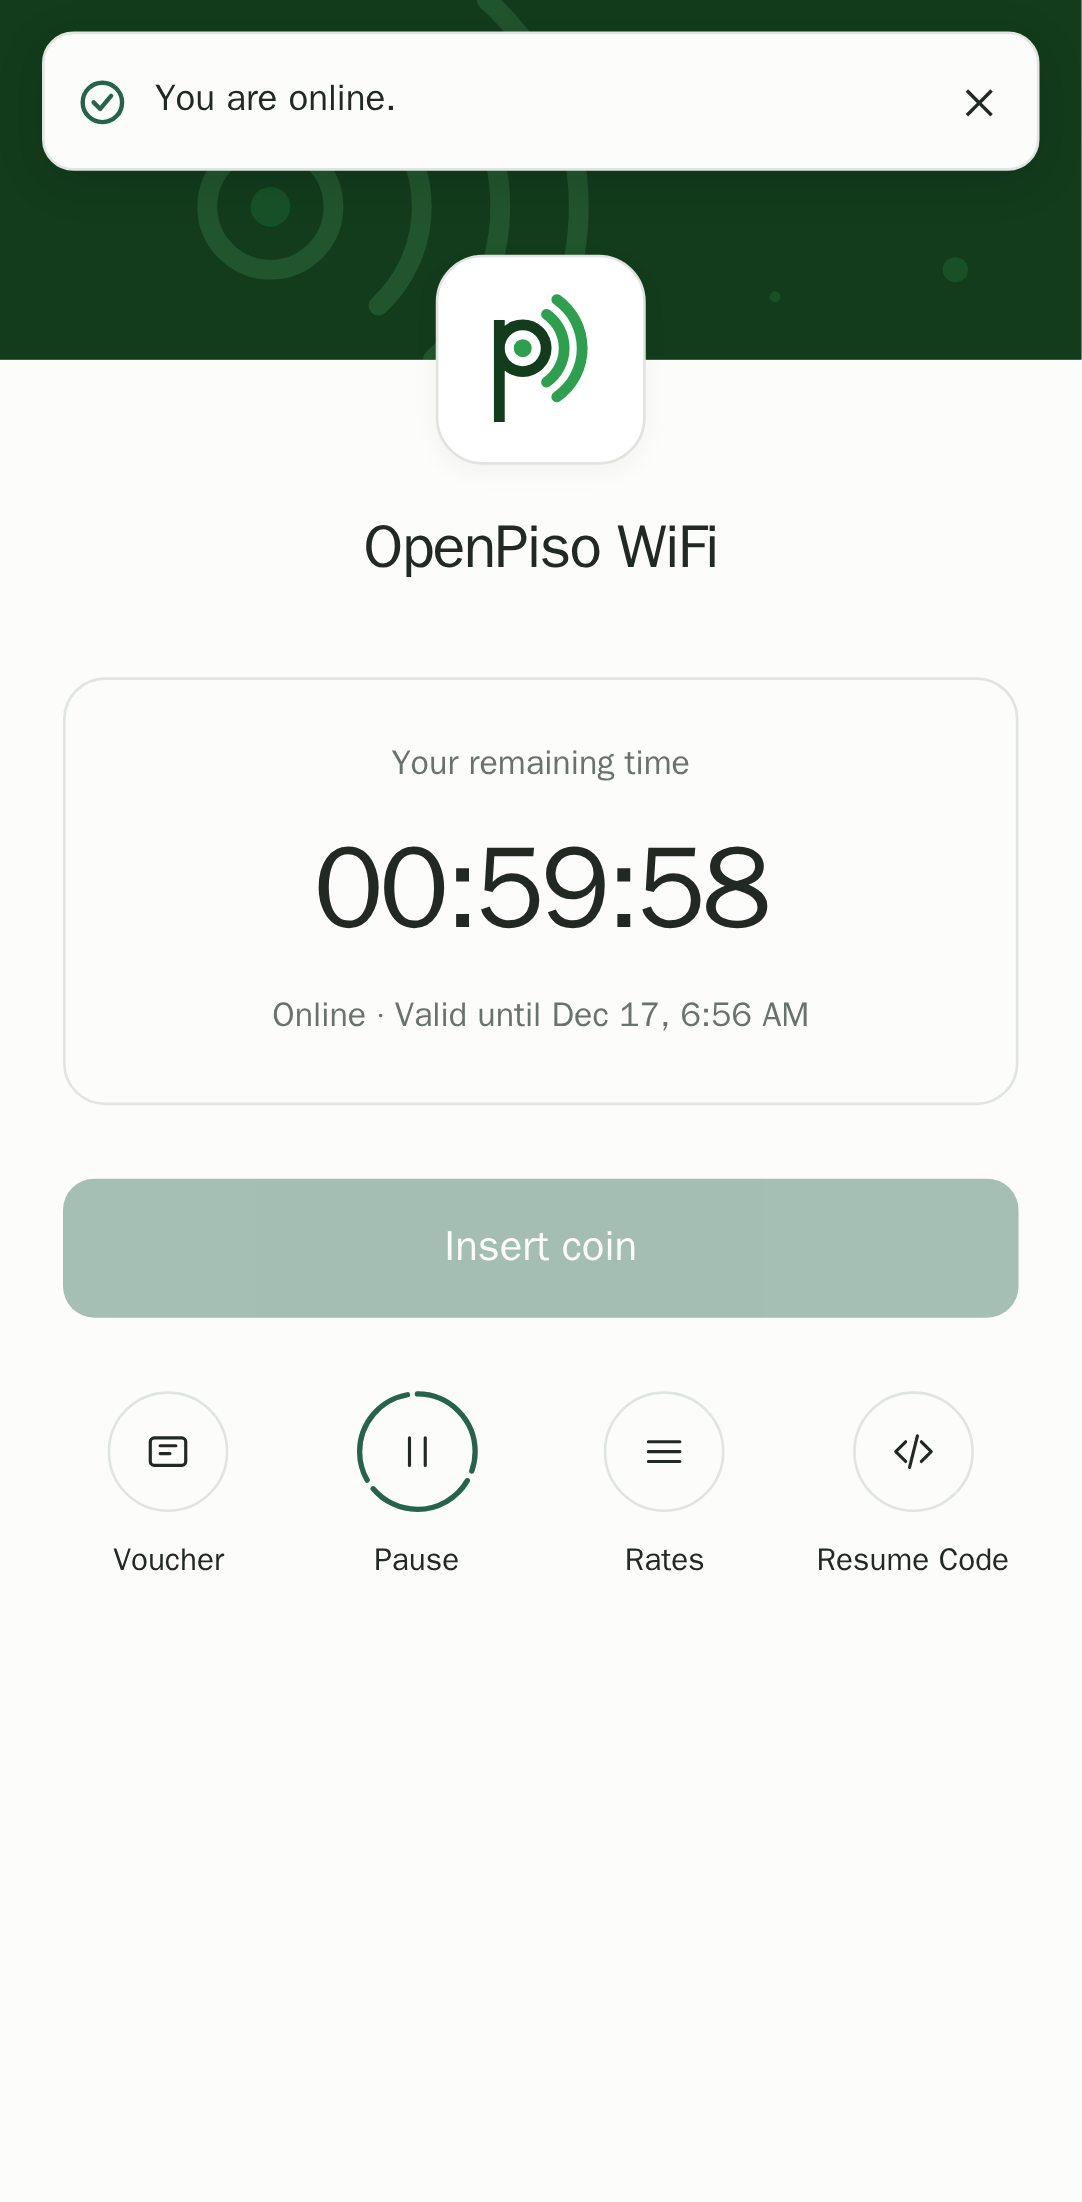 You are online.
OpenPiso WiFi
Your remaining time
00:59:58
Online · Valid until Dec 17, 6:56 AM
Insert coin
Voucher
Pause
Rates
Resume Code